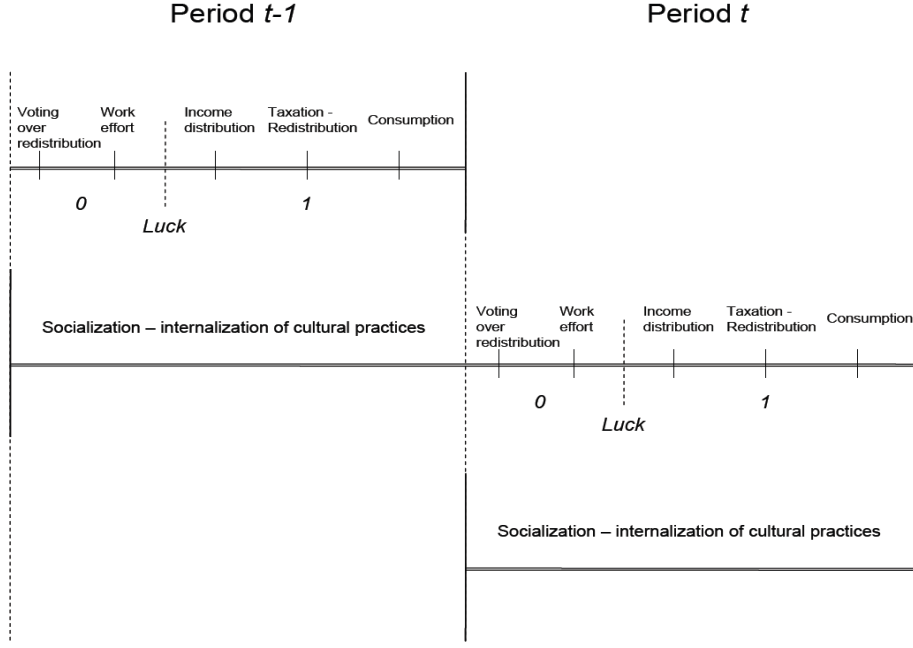 Period t-1
Period t
Voting
over
redistribution
Work
effort
Income
distribution
Taxation -
Redistribution
Consumption
0
1
Luck
Socialization – internalization of cultural practices
Voting
over
redistribution
Work
effort
Income
distribution
Taxation -
Redistribution
Consumption
0
1
Luck
Socialization – internalization of cultural practices